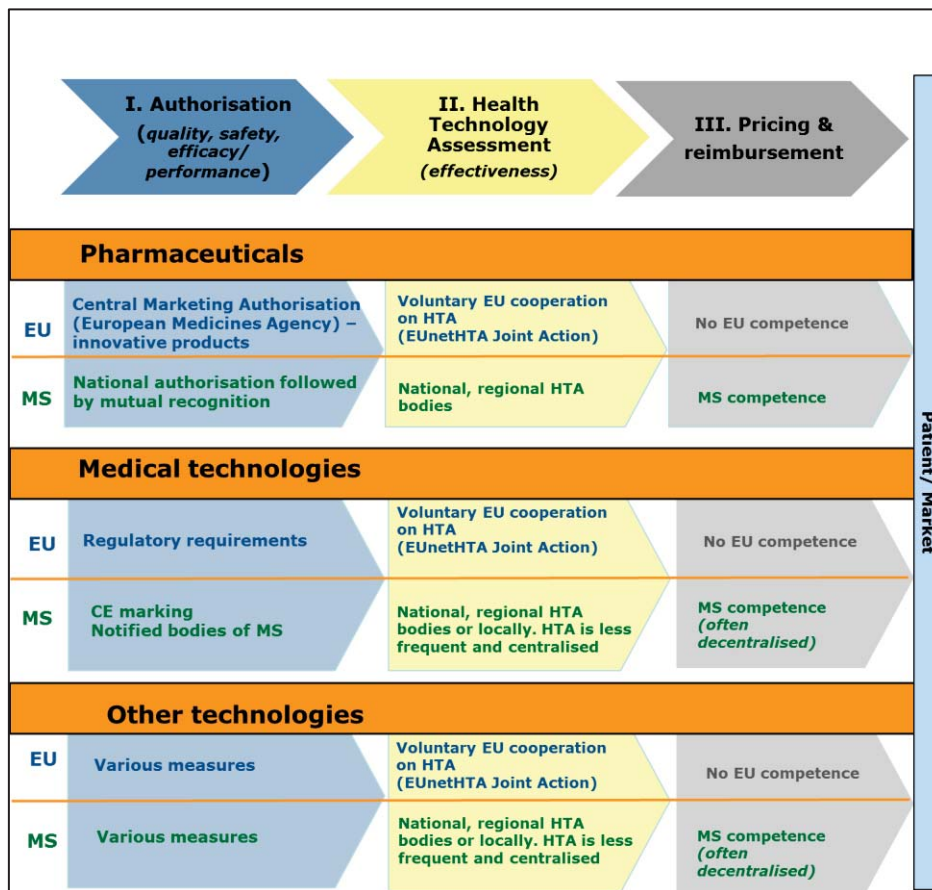 I. Authorisation
(quality, safety,
efficacy/
performance)
II. Health
Technology
Assessment
(effectiveness)
III. Pricing &
reimbursement
Pharmaceuticals
EU
Central Marketing Authorisation
(European Medicines Agency) –
innovative products
Voluntary EU cooperation
on HTA
(EUnetHTA Joint Action)
No EU competence
MS
National authorisation followed
by mutual recognition
National, regional HTA
bodies
MS competence
Medical technologies
EU
Regulatory requirements
Voluntary EU cooperation
on HTA
(EUnetHTA Joint Action)
No EU competence
MS
CE marking
Notified bodies of MS
National, regional HTA
bodies or locally. HTA is less
frequent and centralised
MS competence
(often
decentralised)
Other technologies
EU
Various measures
Voluntary EU cooperation
on HTA
(EUnetHTA Joint Action)
No EU competence
MS
Various measures
National, regional HTA
bodies or locally. HTA is less
frequent and centralised
MS competence
(often
decentralised)
Patient/ Market